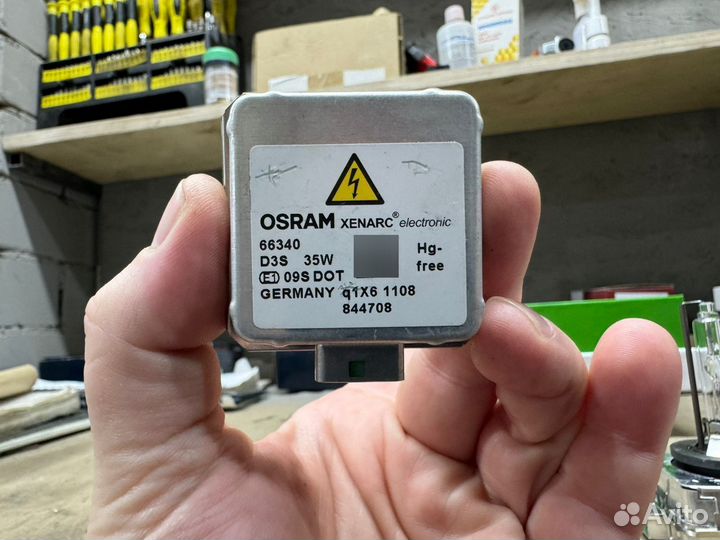 OSRAM XENARC® electronic
66340
D3S 35W
Hg-
free
E1 09S DOT
GERMANY q1X6 1108
844708
Avito